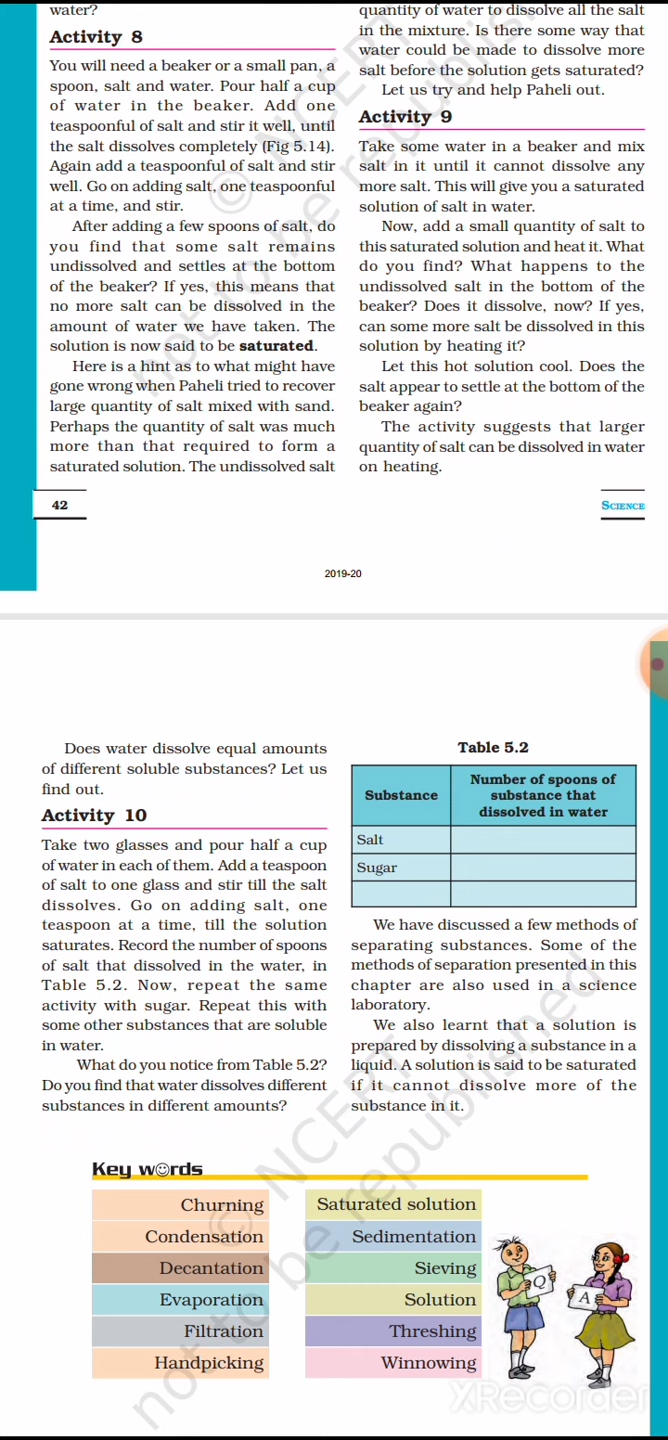 water?
Activity 8
You will need a beaker or a small pan, a
spoon, salt and water. Pour half a cup
of water in the beaker. Add one
teaspoonful of salt and stir it well, until
the salt dissolves completely (Fig 5.14).
Again add a teaspoonful of salt and stir
well. Go on adding salt, one teaspoonful
at a time, and stir.
After adding a few spoons of salt, do
you find that some salt remains
undissolved and settles at the bottom
of the beaker? If yes, this means that
no more salt can be dissolved in the
amount of water we have taken. The
solution is now said to be saturated.
Here is a hint as to what might have
gone wrong when Paheli tried to recover
large quantity of salt mixed with sand.
Perhaps the quantity of salt was much
more than that required to form a
saturated solution. The undissolved salt
quantity of water to dissolve all the salt
in the mixture. Is there some way that
water could be made to dissolve more
salt before the solution gets saturated?
Let us try and help Paheli out.
Activity 9
Take some water in a beaker and mix
salt in it until it cannot dissolve any
more salt. This will give you a saturated
solution of salt in water.
Now, add a small quantity of salt to
this saturated solution and heat it. What
do you find? What happens to the
undissolved salt in the bottom of the
beaker? Does it dissolve, now? If yes,
can some more salt be dissolved in this
solution by heating it?
Let this hot solution cool. Does the
salt appear to settle at the bottom of the
beaker again?
The activity suggests that larger
quantity of salt can be dissolved in water
on heating.
42
SCIENCE
2019-20
© NCERT
not to be republished
Does water dissolve equal amounts
of different soluble substances? Let us
find out.
Activity 10
Take two glasses and pour half a cup
of water in each of them. Add a teaspoon
of salt to one glass and stir till the salt
dissolves. Go on adding salt, one
teaspoon at a time, till the solution
saturates. Record the number of spoons
of salt that dissolved in the water, in
Table 5.2. Now, repeat the same
activity with sugar. Repeat this with
some other substances that are soluble
in water.
What do you notice from Table 5.2?
Do you find that water dissolves different
substances in different amounts?
Table 5.2
Substance
Number of spoons of
substance that
dissolved in water
Salt
Sugar
We have discussed a few methods of
separating substances. Some of the
methods of separation presented in this
chapter are also used in a science
laboratory.
We also learnt that a solution is
prepared by dissolving a substance in a
liquid. A solution is said to be saturated
if it cannot dissolve more of the
substance in it.
Key words
Churning
Condensation
Decantation
Evaporation
Filtration
Handpicking
Saturated solution
Sedimentation
Sieving
Solution
Threshing
Winnowing
Q
A
© NCERT
not to be republished
XRecorder